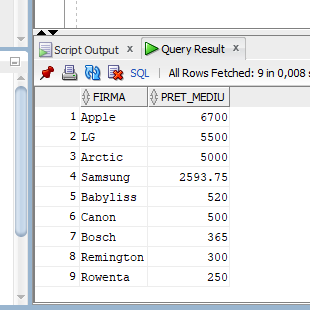 Script Output x Query Result x
SQL | All Rows Fetched: 9 in 0,008 s
FIRMA PRET_MEDIU
1 Apple 6700
2 LG 5500
3 Arctic 5000
4 Samsung 2593.75
5 Babyliss 520
6 Canon 500
7 Bosch 365
8 Remington 300
9 Rowenta 250